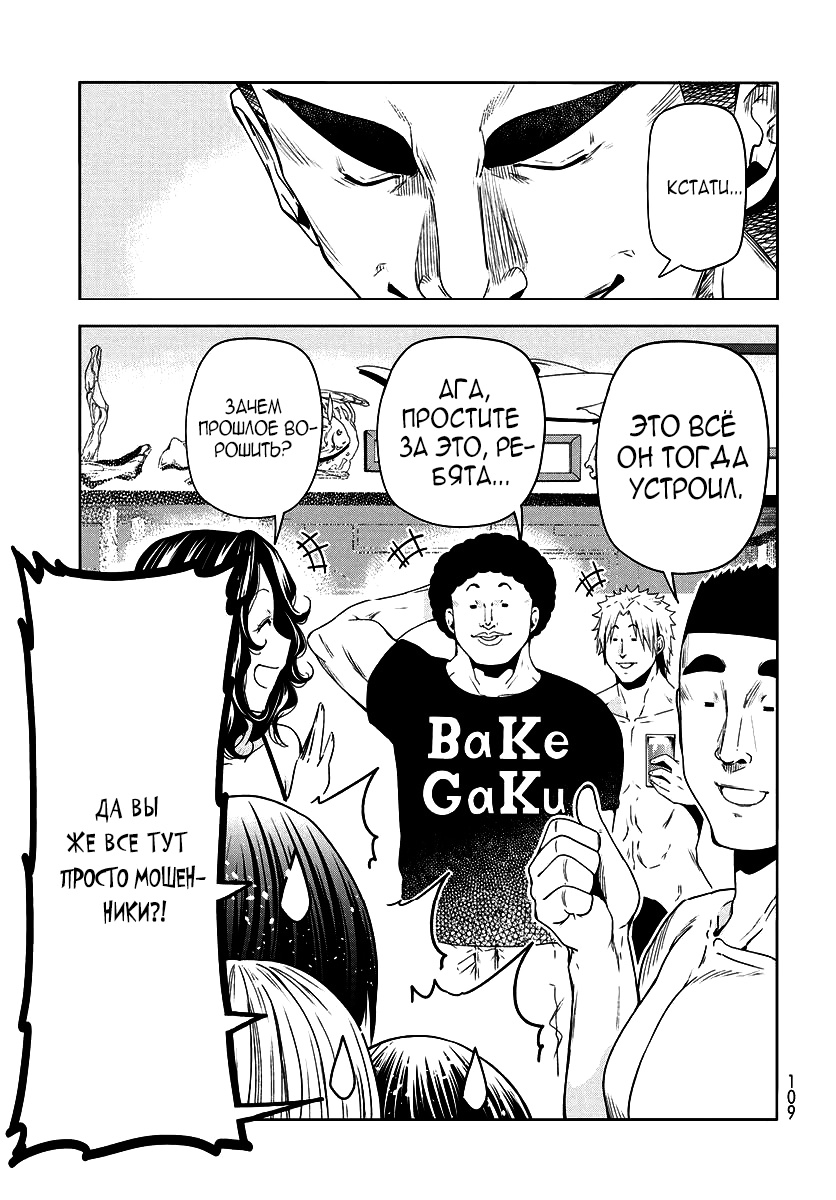 КСТАТИ...
ЭТО ВСЁ
ОН ТОГДА
УСТРОИЛ.
АГА,
ПРОСТИТЕ
ЗА ЭТО, РЕ-
БЯТА...
ЗАЧЕМ
ПРОШЛОЕ ВО-
РОШИТЬ?
BaKe
GaKu
ДА ВЫ
ЖЕ ВСЕ ТУТ
ПРОСТО МОШЕН-
НИКИ?!
109